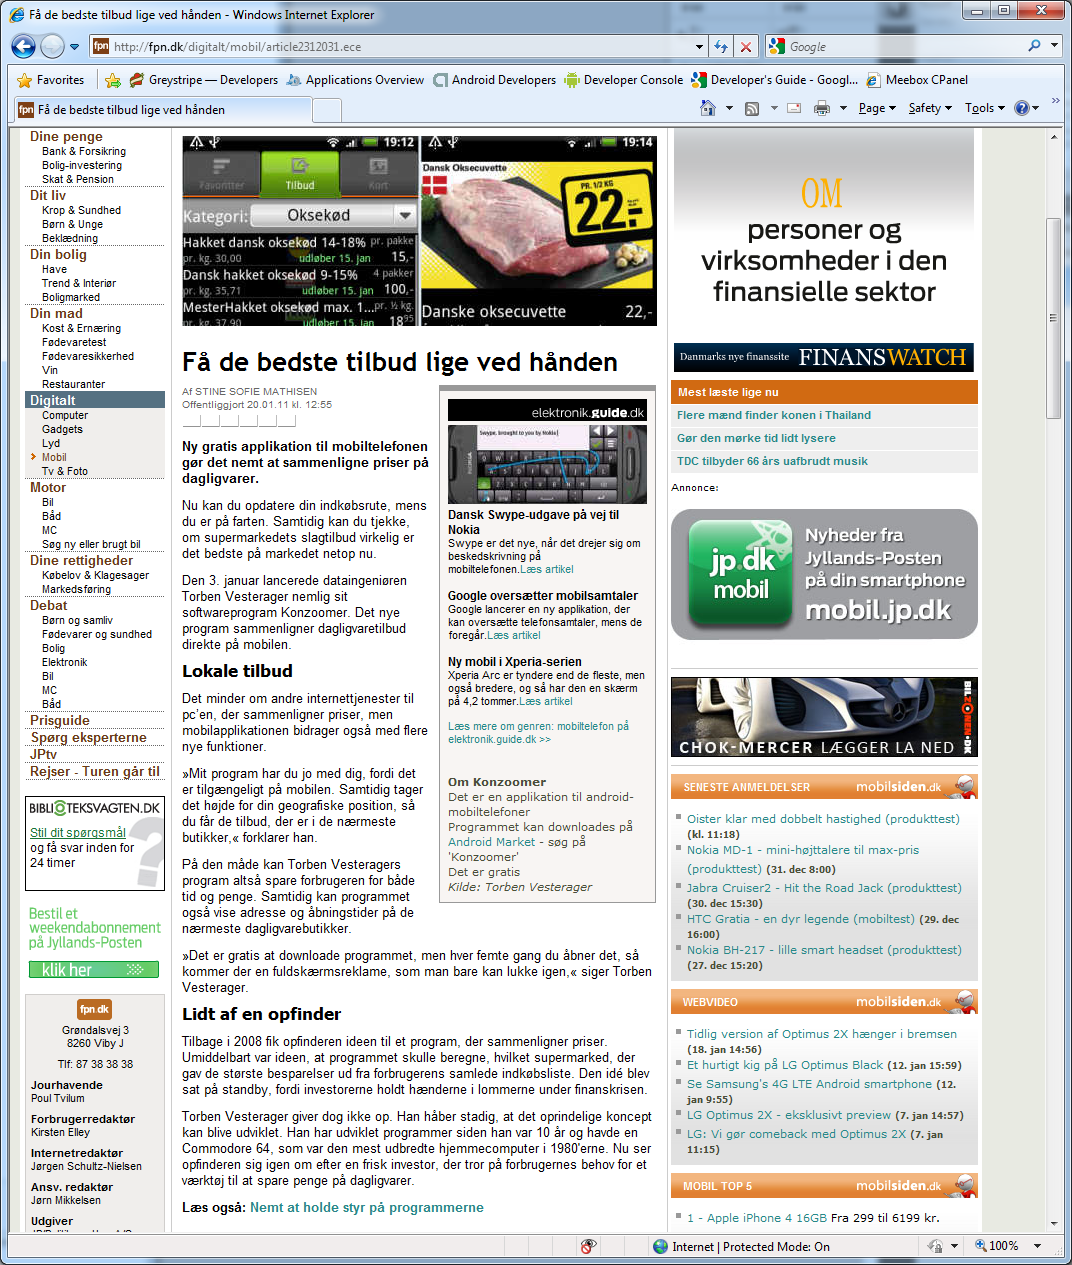 Få de bedste tilbud lige ved hånden - Windows Internet Explorer
http://fpn.dk/digitalt/mobil/article2312031.ece
Google
Favorites
Greystripe — Developers
Applications Overview
Android Developers
Developer Console
Developer's Guide - Googl...
Meebox CPanel
Få de bedste tilbud lige ved hånden
Page
Safety
Tools
Dine penge
Bank & Forsikring
Bolig-investering
Skat & Pension
Dit liv
Krop & Sundhed
Børn & Unge
Beklædning
Din bolig
Have
Trend & Interiør
Boligmarked
Din mad
Kost & Ernæring
Fødevaretest
Fødevaresikkerhed
Vin
Restauranter
Digitalt
Computer
Gadgets
Lyd
Mobil
Tv & Foto
Motor
Bil
Båd
MC
Søg ny eller brugt bil
Dine rettigheder
Købelov & Klagesager
Markedsføring
Debat
Børn og samliv
Fødevarer og sundhed
Bolig
Elektronik
Bil
MC
Båd
Prisguide
Spørg eksperterne
JPtv
Rejser - Turen går til
BIBLIOTEKSVAGTEN.DK
Stil dit spørgsmål
og få svar inden for
24 timer
?
Bestil et
weekendabonnement
på Jyllands-Posten
klik her
fpn.dk
Grøndalsvej 3
8260 Viby J
Tlf: 87 38 38 38
Jourhavende
Poul Tvilum
Forbrugerredaktør
Kirsten Elley
Internetredaktør
Jørgen Schultz-Nielsen
Ansv. redaktør
Jørn Mikkelsen
Udgiver
19:12
Favoritter
Tilbud
Kort
Kategori:
Oksekød
Hakket dansk oksekød 14-18% pr. pakke
pr. kg. 30,00 udløber 15. jan 15,-
Dansk hakket oksekød 9-15% 4 pakker
pr. kg. 35,71 udløber 15. jan 100,-
MesterHakket oksekød max. 1... pr. ½ kg.
pr. kg. 37,90 udløber 15. jan 18 95
19:14
Dansk Oksecuvette
PR. 1/2 KG
22.-
Danske oksecuvette 22,-
Få de bedste tilbud lige ved hånden
Af STINE SOFIE MATHISEN
Offentliggjort 20.01.11 kl. 12:55
Ny gratis applikation til mobiltelefonen
gør det nemt at sammenligne priser på
dagligvarer.
Nu kan du opdatere din indkøbsrute, mens
du er på farten. Samtidig kan du tjekke,
om supermarkedets slagtilbud virkelig er
det bedste på markedet netop nu.
Den 3. januar lancerede dataingeniøren
Torben Vesterager nemlig sit
softwareprogram Konzoomer. Det nye
program sammenligner dagligvaretilbud
direkte på mobilen.
Lokale tilbud
Det minder om andre internettjenester til
pc'en, der sammenligner priser, men
mobilapplikationen bidrager også med flere
nye funktioner.
»Mit program har du jo med dig, fordi det
er tilgængeligt på mobilen. Samtidig tager
det højde for din geografiske position, så
du får de tilbud, der er i de nærmeste
butikker,« forklarer han.
På den måde kan Torben Vesteragers
program altså spare forbrugeren for både
tid og penge. Samtidig kan programmet
også vise adresse og åbningstider på de
nærmeste dagligvarebutikker.
»Det er gratis at downloade programmet, men hver femte gang du åbner det, så
kommer der en fuldskærmsreklame, som man bare kan lukke igen,« siger Torben
Vesterager.
Lidt af en opfinder
Tilbage i 2008 fik opfinderen ideen til et program, der sammenligner priser.
Umiddelbart var ideen, at programmet skulle beregne, hvilket supermarked, der
gav de største besparelser ud fra forbrugerens samlede indkøbsliste. Den idé blev
sat på standby, fordi investorerne holdt hænderne i lommerne under finanskrisen.
Torben Vesterager giver dog ikke op. Han håber stadig, at det oprindelige koncept
kan blive udviklet. Han har udviklet programmer siden han var 10 år og havde en
Commodore 64, som var den mest udbredte hjemmecomputer i 1980'erne. Nu ser
opfinderen sig igen om efter en frisk investor, der tror på forbrugernes behov for et
værktøj til at spare penge på dagligvarer.
Læs også: Nemt at holde styr på programmerne
elektronik.guide.dk
Swype, brought to you by Nokia
NOKIA
Dansk Swype-udgave på vej til
Nokia
Swype er det nye, når det drejer sig om
beskedskrivning på
mobiltelefonen.Læs artikel
Google oversætter mobilsamtaler
Google lancerer en ny applikation, der
kan oversætte telefonsamtaler, mens de
foregår.Læs artikel
Ny mobil i Xperia-serien
Xperia Arc er tyndere end de fleste, men
også bredere, og så har den en skærm
på 4,2 tommer.Læs artikel
Læs mere om genren: mobiltelefon på
elektronik.guide.dk >>
Om Konzoomer
Det er en applikation til android-
mobiltelefoner
Programmet kan downloades på
Android Market - søg på
'Konzoomer'
Det er gratis
Kilde: Torben Vesterager
OM
personer og
virksomheder i den
finansielle sektor
Danmarks nye finanssite FINANSWATCH
Mest læste lige nu
Flere mænd finder konen i Thailand
Gør den mørke tid lidt lysere
TDC tilbyder 66 års uafbrudt musik
Annonce:
jp.dk
mobil
Nyheder fra
Jyllands-Posten
på din smartphone
mobil.jp.dk
BILZONEN.DK
CHOK-MERCER LÆGGER LA NED
SENESTE ANMELDELSER mobilsiden.dk
Oister klar med dobbelt hastighed (produkttest)
(kl. 11:18)
Nokia MD-1 - mini-højttalere til max-pris
(produkttest) (31. dec 8:00)
Jabra Cruiser2 - Hit the Road Jack (produkttest)
(30. dec 15:30)
HTC Gratia - en dyr legende (mobiltest) (29. dec
16:00)
Nokia BH-217 - lille smart headset (produkttest)
(27. dec 15:20)
WEBVIDEO mobilsiden.dk
Tidlig version af Optimus 2X hænger i bremsen
(18. jan 14:56)
Et hurtigt kig på LG Optimus Black (12. jan 15:59)
Se Samsung's 4G LTE Android smartphone (12.
jan 9:55)
LG Optimus 2X - eksklusivt preview (7. jan 14:57)
LG: Vi gør comeback med Optimus 2X (7. jan
11:15)
MOBIL TOP 5 mobilsiden.dk
1 - Apple iPhone 4 16GB Fra 299 til 6199 kr.
Internet | Protected Mode: On
100%